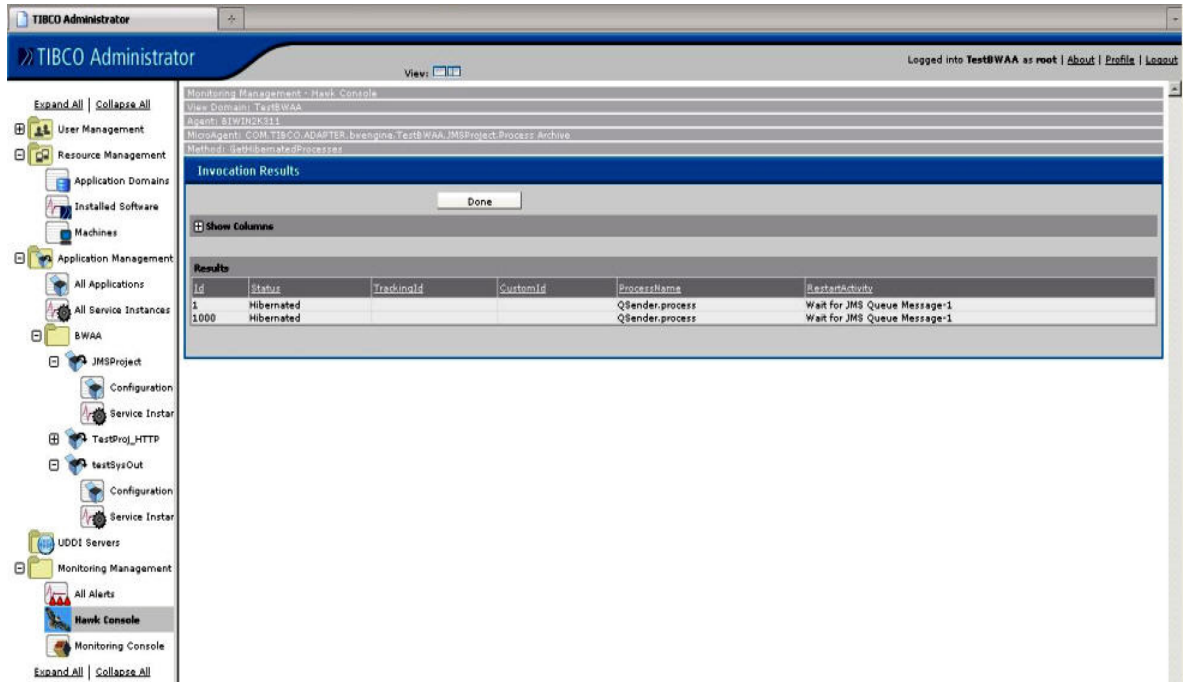 TIBCO Administrator
TIBCO Administrator
View:
Logged into TestBWAA as root | About | Profile | Logout
Expand All | Collapse All
User Management
Resource Management
Application Domains
Installed Software
Machines
Application Management
All Applications
All Service Instances
BWAA
JMSProject
Configuration
Service Instar
TestProj_HTTP
testSysOut
Configuration
Service Instar
UDDI Servers
Monitoring Management
All Alerts
Hawk Console
Monitoring Console
Expand All | Collapse All
Monitoring Management - Hawk Console
View Domain: TestBWAA
Agent: BIWIN2K311
MicroAgent: COM.TIBCO.ADAPTER.bwengine.TestBWAA.JMSProject.Process Archive
Method: GetHibernatedProcesses
Invocation Results
Done
Show Columns
Results
Id Status TrackingId CustomId ProcessName RestartActivity
1 Hibernated QSender.process Wait for JMS Queue Message-1
1000 Hibernated QSender.process Wait for JMS Queue Message-1